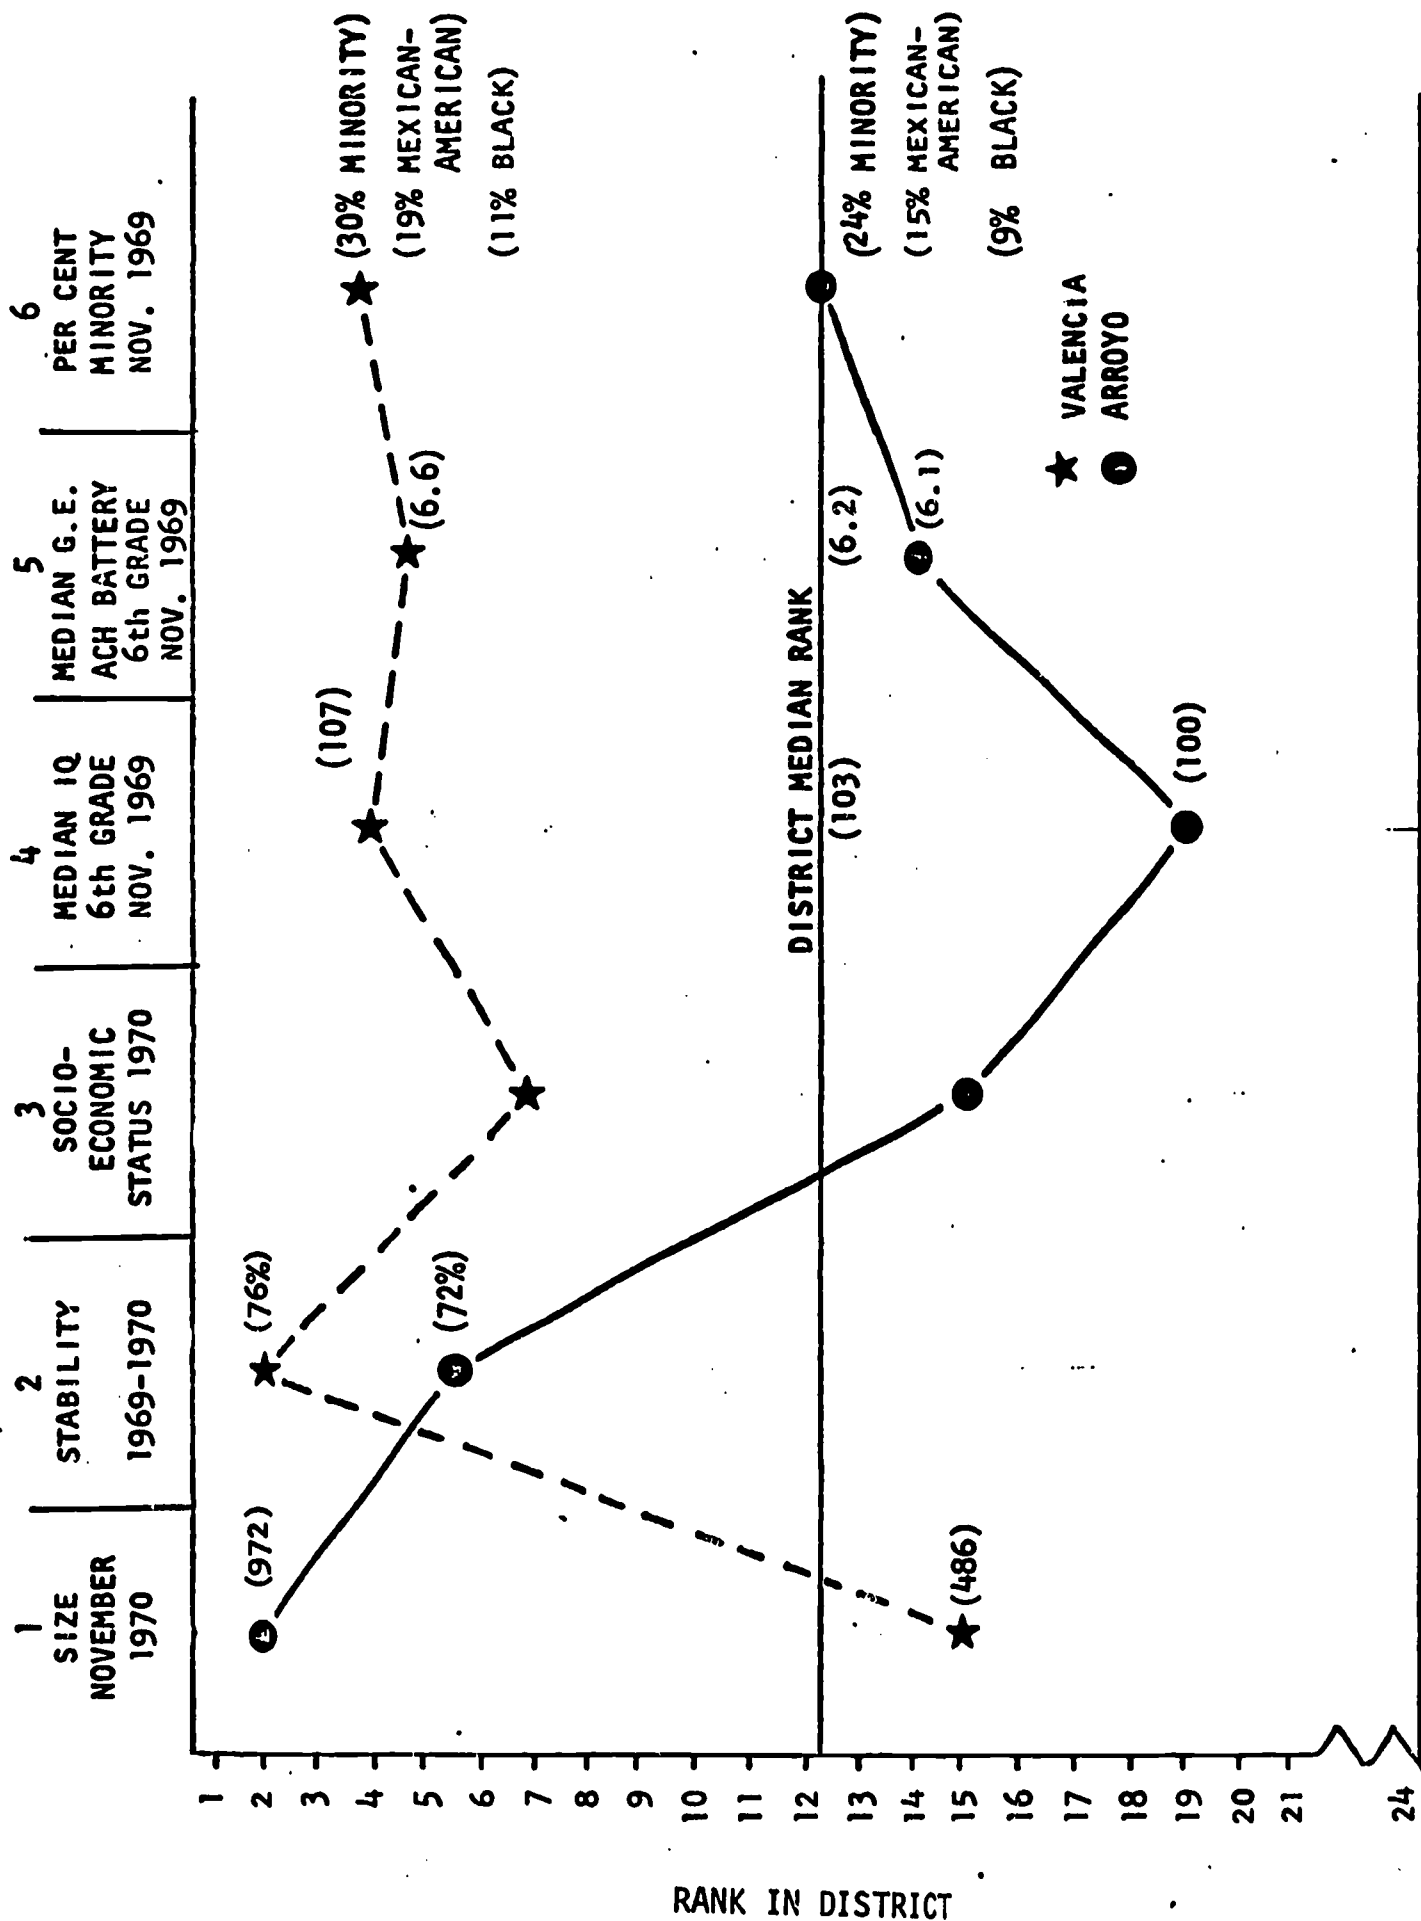 1
SIZE
NOVEMBER
1970
2
STABILITY
1969-1970
3
SOCIO-
ECONOMIC
STATUS 1970
4
MEDIAN IQ
6th GRADE
NOV. 1969
5
MEDIAN G.E.
ACH BATTERY
6th GRADE
NOV. 1969
6
PER CENT
MINORITY
NOV. 1969
RANK IN DISTRICT
1
2
3
4
5
6
7
8
9
10
11
12
13
14
15
16
17
18
19
20
21
24
(972)
(486)
(76%)
(72%)
(107)
DISTRICT MEDIAN RANK
(103)
(100)
(6.6)
(6.2)
(6.1)
(30% MINORITY)
(19% MEXICAN-
AMERICAN)
(11% BLACK)
(24% MINORITY)
(15% MEXICAN-
AMERICAN)
(9% BLACK)
VALENCIA
ARROYO